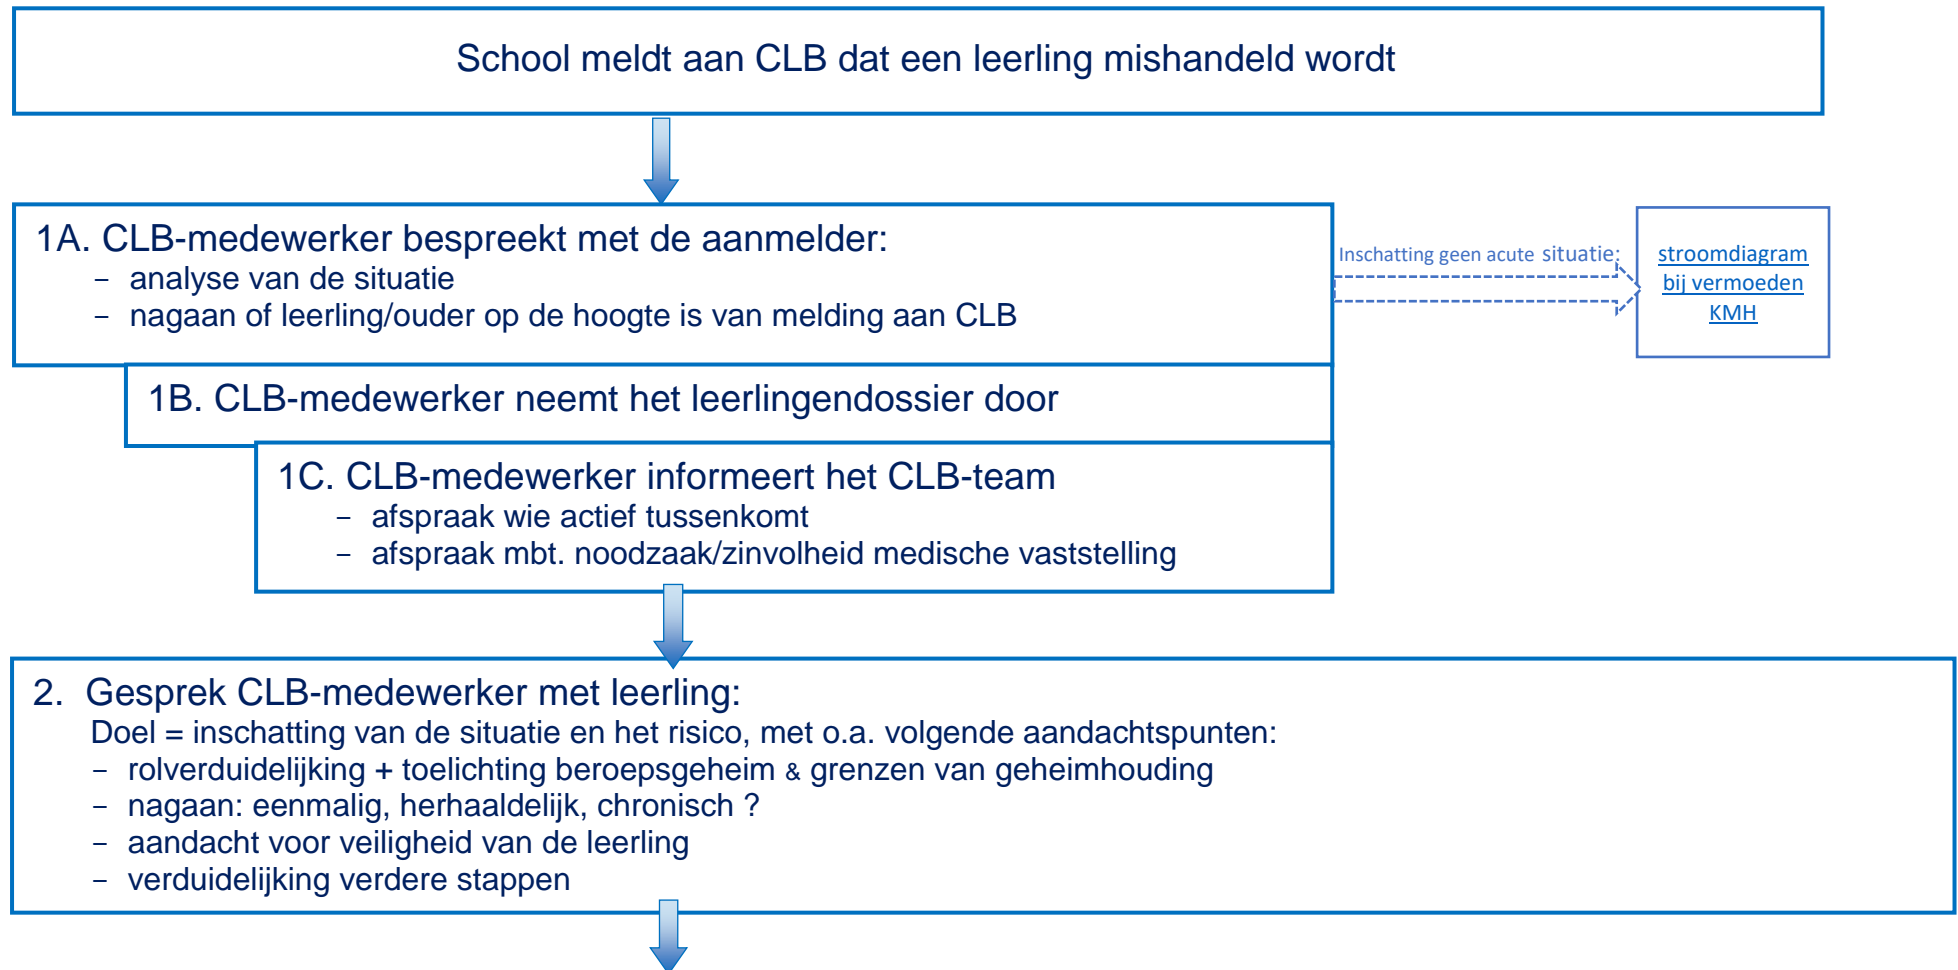 School meldt aan CLB dat een leerling mishandeld wordt
1A. CLB-medewerker bespreekt met de aanmelder:
- analyse van de situatie
- nagaan of leerling/ouder op de hoogte is van melding aan CLB
Inschatting geen acute situatie:
stroomdiagram
bij vermoeden
KMH
1B. CLB-medewerker neemt het leerlingendossier door
1C. CLB-medewerker informeert het CLB-team
- afspraak wie actief tussenkomt
- afspraak mbt. noodzaak/zinvolheid medische vaststelling
2. Gesprek CLB-medewerker met leerling:
Doel = inschatting van de situatie en het risico, met o.a. volgende aandachtspunten:
- rolverduidelijking + toelichting beroepsgeheim & grenzen van geheimhouding
- nagaan: eenmalig, herhaaldelijk, chronisch ?
- aandacht voor veiligheid van de leerling
- verduidelijking verdere stappen